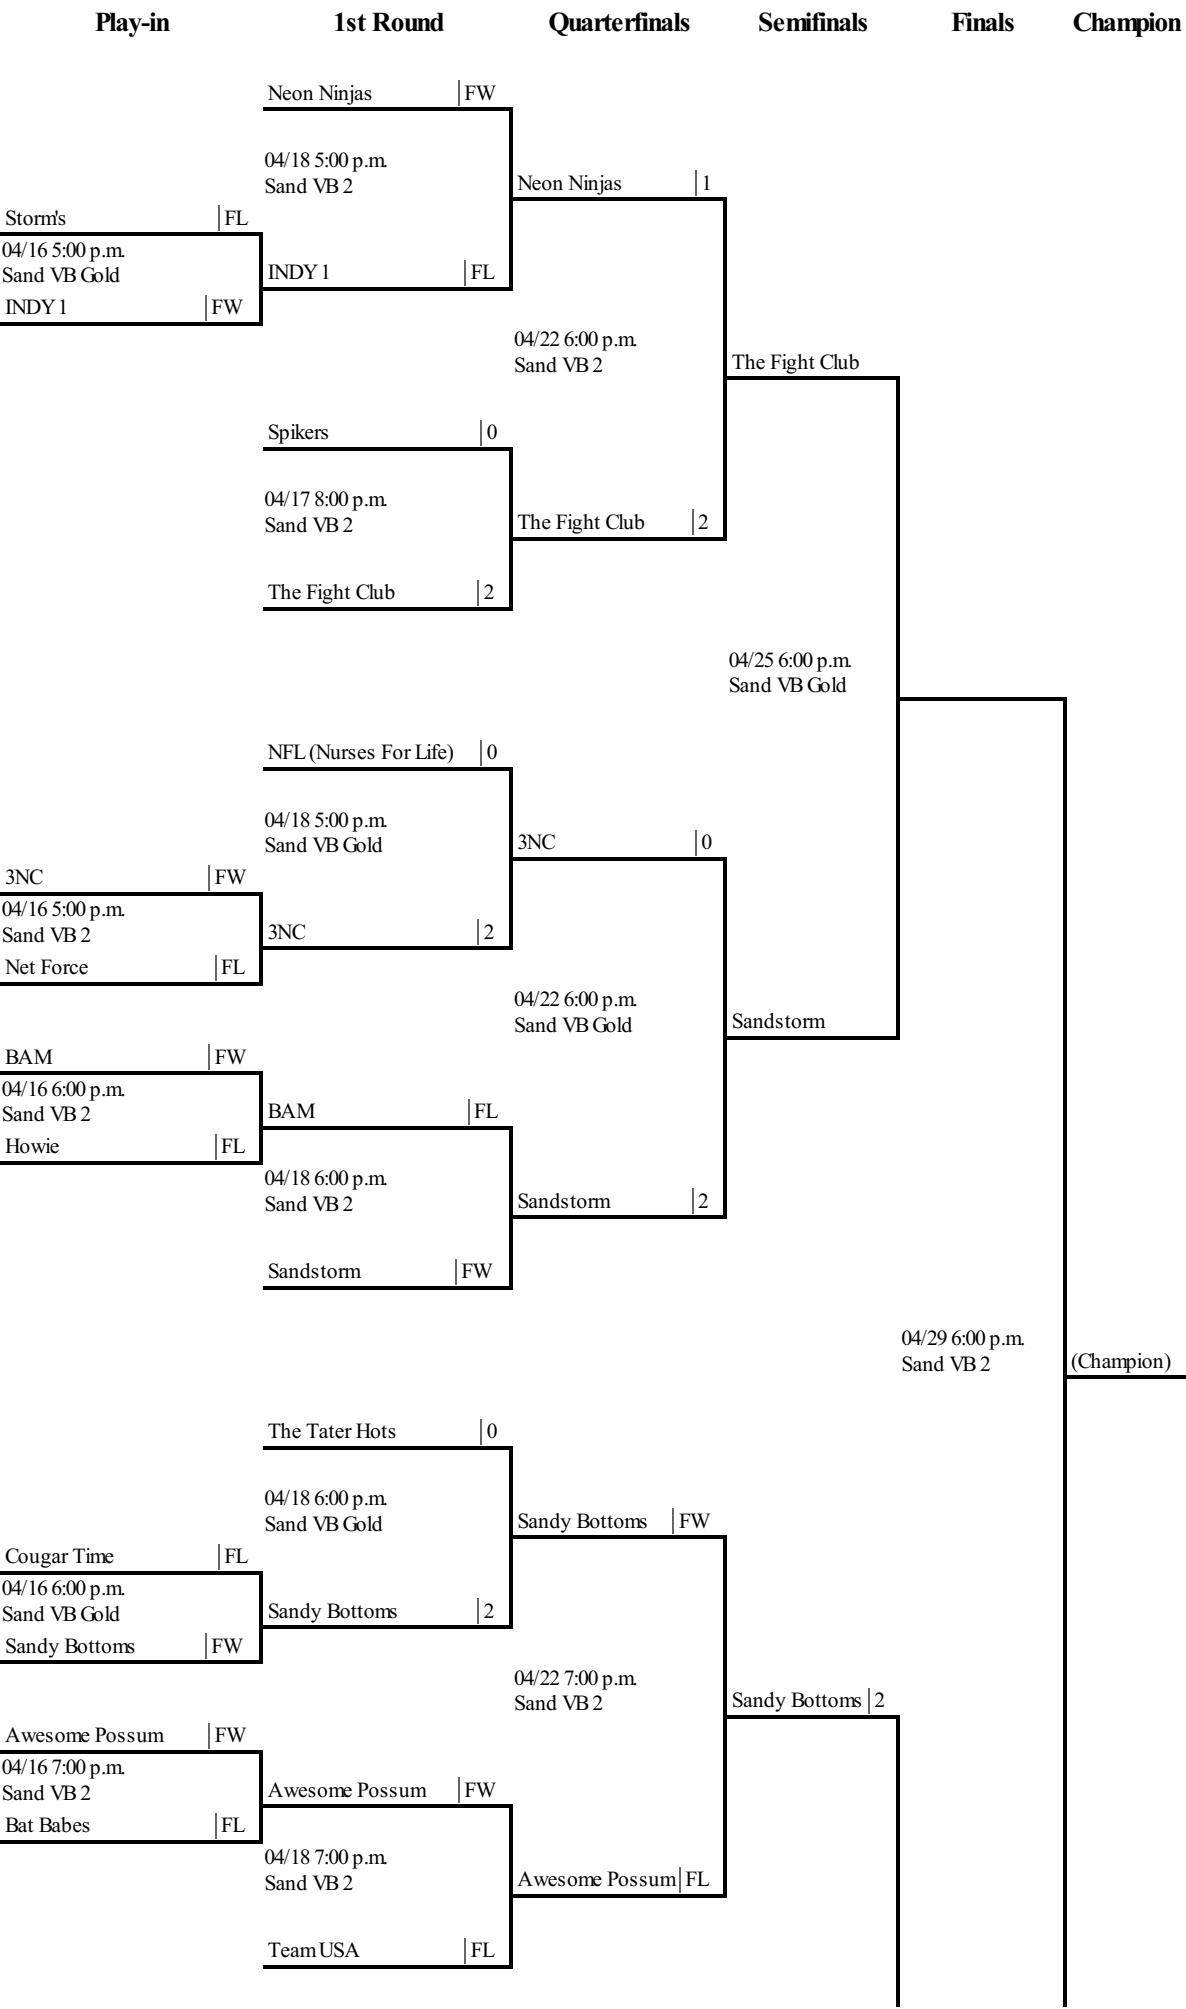 Play-in 1st Round Quarterfinals Semifinals Finals Champion
Neon Ninjas FW
04/18 5:00 p.m.
Sand VB 2
Neon Ninjas 1
Storm's FL
04/16 5:00 p.m.
Sand VB Gold
INDY 1 FL
INDY 1 FW
04/22 6:00 p.m.
Sand VB 2
The Fight Club
Spikers 0
04/17 8:00 p.m.
Sand VB 2
The Fight Club 2
The Fight Club 2
04/25 6:00 p.m.
Sand VB Gold
NFL (Nurses For Life) 0
04/18 5:00 p.m.
Sand VB Gold
3NC 0
3NC FW
04/16 5:00 p.m.
Sand VB 2
3NC 2
Net Force FL
04/22 6:00 p.m.
Sand VB Gold
Sandstorm
BAM FW
04/16 6:00 p.m.
Sand VB 2
BAM FL
Howie FL
04/18 6:00 p.m.
Sand VB 2
Sandstorm 2
Sandstorm FW
04/29 6:00 p.m.
Sand VB 2
(Champion)
The Tater Hots 0
04/18 6:00 p.m.
Sand VB Gold
Sandy Bottoms FW
Cougar Time FL
04/16 6:00 p.m.
Sand VB Gold
Sandy Bottoms 2
Sandy Bottoms FW
04/22 7:00 p.m.
Sand VB 2
Sandy Bottoms 2
Awesome Possum FW
04/16 7:00 p.m.
Sand VB 2
Awesome Possum FW
Bat Babes FL
04/18 7:00 p.m.
Sand VB 2
Awesome Possum FL
Team USA FL